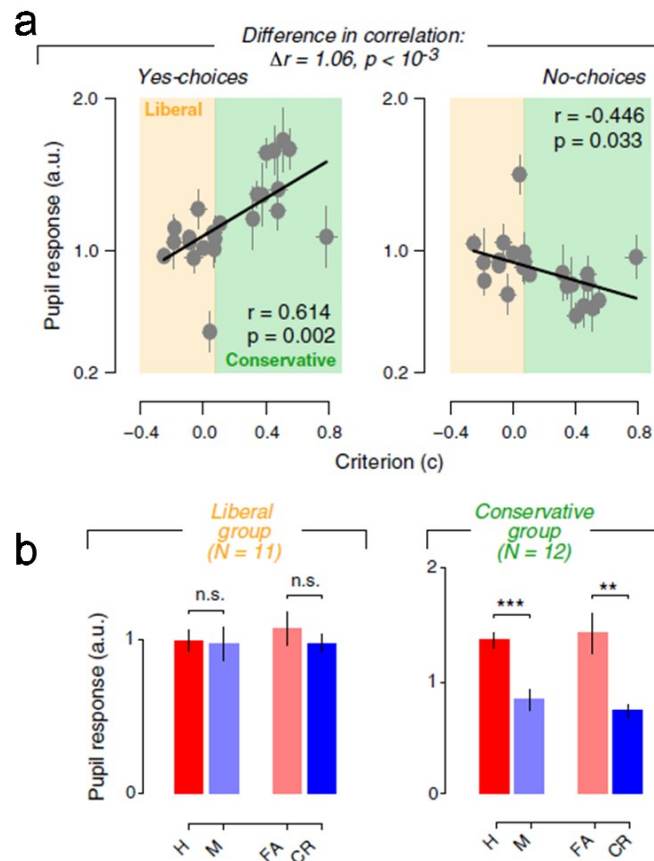 a
Difference in correlation:
Δr = 1.06, p < 10-3
Yes-choices
No-choices
Pupil response (a.u.)
2.0
1.0
0.2
Liberal
r = 0.614
p = 0.002
Conservative
−0.4 0.0 0.4 0.8
2.0
1.0
0.2
r = -0.446
p = 0.033
−0.4 0.0 0.4 0.8
Criterion (c)
b
Liberal
group
(N = 11)
Pupil response (a.u.)
1
0
n.s.
n.s.
H M FA CR
Conservative
group
(N = 12)
2
1
0
***
**
H M FA CR